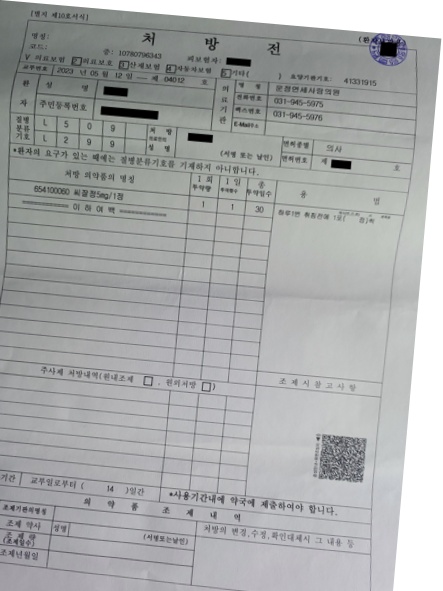 [별지 제10호서식]
처 방 전
명칭:
코드:
증: 10780796343
피보험자:
V 의료보험 2 의료보호 3 산재보험 4 자동차보험 5 기타( ) 요양기관기호: 41331915
교부번호 2023 년 05 월 12 일 — 제 04012 호
환자
성 명
주민등록번호
의료기관
명 칭 운정연세사랑의원
전화번호 031-945-5975
팩스번호 031-945-5976
E-Mail주소
질병분류기호
L 5 0 9
L 2 9 9
처 방 의료인의 성 명
(서명 또는 날인)
면허종별 의사
면허번호 제 호
*환자의 요구가 있는 때에는 질병분류기호를 기재하지 아니합니다.
처방 의약품의 명칭
1 회 투약량
1 일 투여횟수
총 투약일수
용 법
654100060 씨잘정5mg/1정
1 1 30
하루1번 취침전에 1포( 정)씩
========== 이 하 여 백 ==========
주사제 처방내역(원내조제 □ , 원외처방 □)
조 제 시 참 고 사 항
기간 교부일로부터 ( 14 )일간
*사용기간내에 약국에 제출하여야 합니다.
의 약 품 조 제 내 역
조제기관의명칭
조제 약사 성명 (서명또는날인)
조 제 량 (조제일수)
조제년월일
처방의 변경,수정,확인대체시 그 내용 등